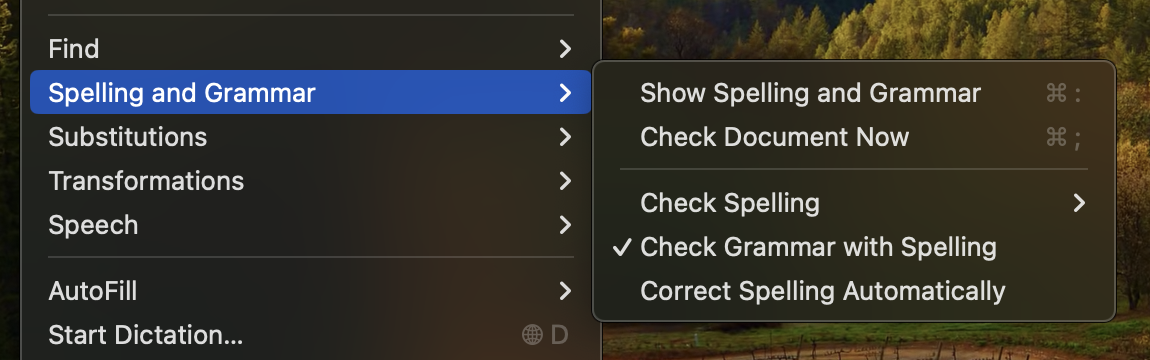 Find
Spelling and Grammar
Substitutions
Transformations
Speech
AutoFill
Start Dictation... 🌐 D
Show Spelling and Grammar ⌘ :
Check Document Now ⌘ ;
Check Spelling
✓ Check Grammar with Spelling
Correct Spelling Automatically